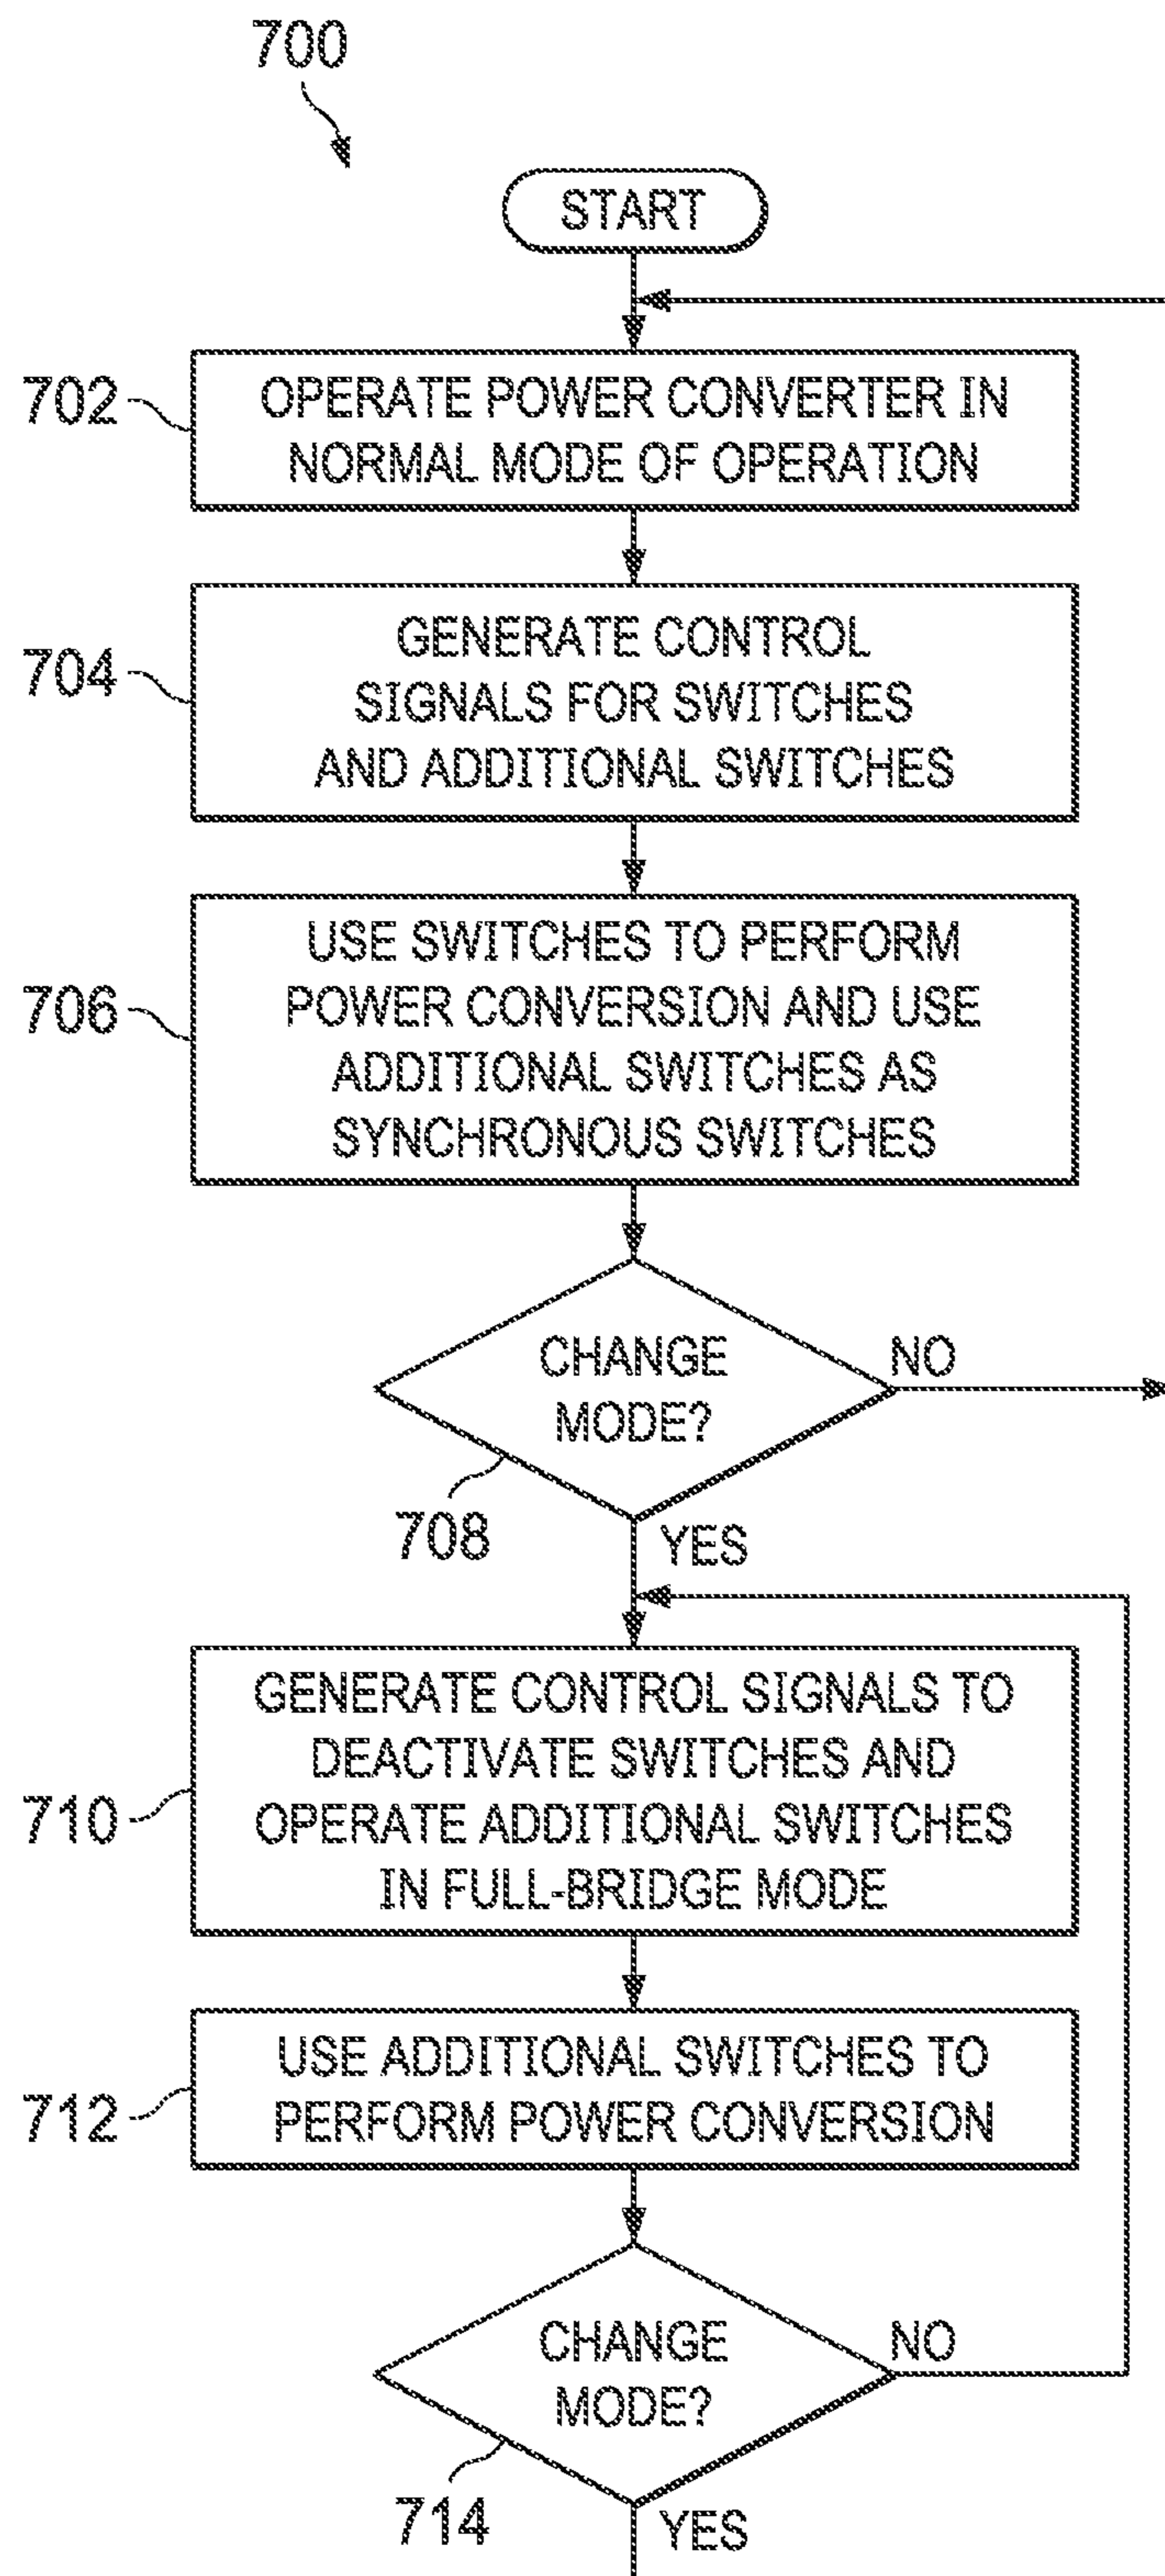 700
START
702
OPERATE POWER CONVERTER IN
NORMAL MODE OF OPERATION
704
GENERATE CONTROL
SIGNALS FOR SWITCHES
AND ADDITIONAL SWITCHES
706
USE SWITCHES TO PERFORM
POWER CONVERSION AND USE
ADDITIONAL SWITCHES AS
SYNCHRONOUS SWITCHES
CHANGE
MODE?
NO
708
YES
710
GENERATE CONTROL SIGNALS TO
DEACTIVATE SWITCHES AND
OPERATE ADDITIONAL SWITCHES
IN FULL-BRIDGE MODE
712
USE ADDITIONAL SWITCHES TO
PERFORM POWER CONVERSION
CHANGE
MODE?
NO
714
YES